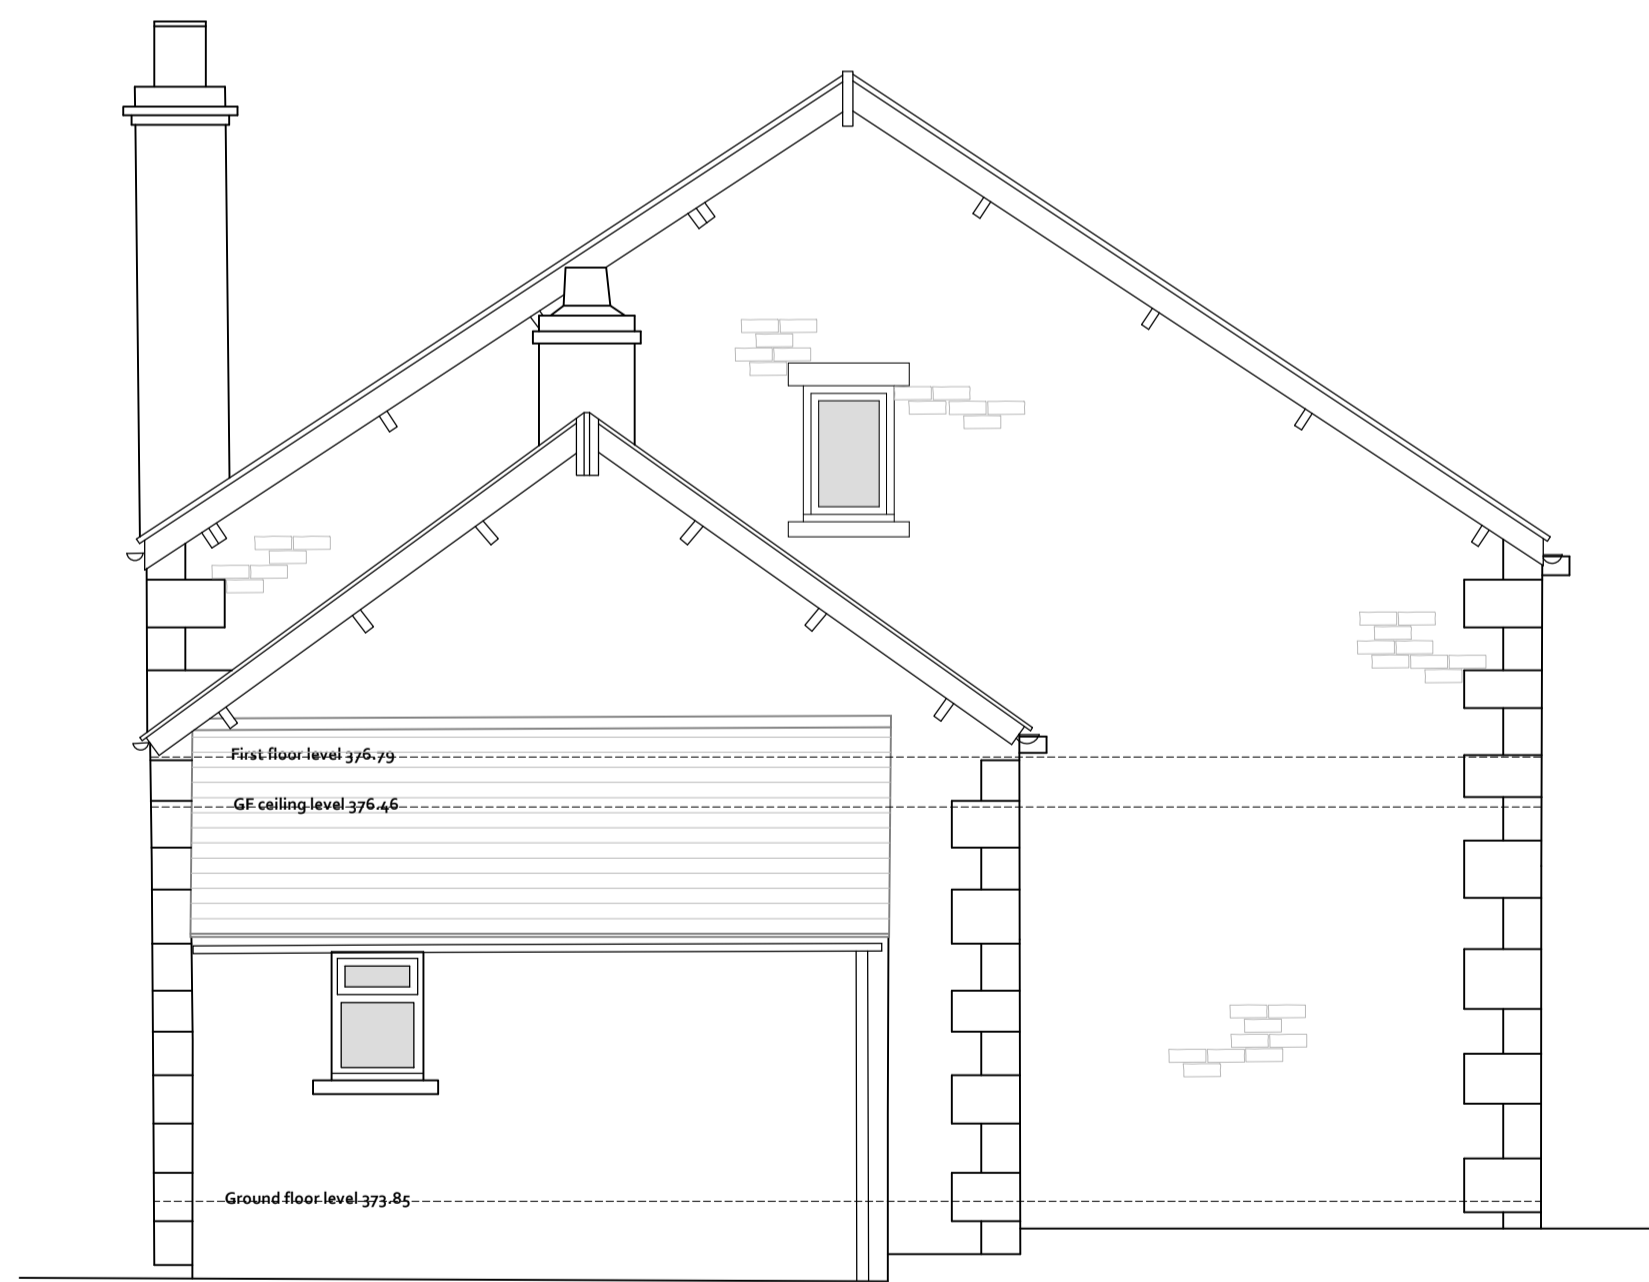 First floor level 376.79
GF ceiling level 376.46
Ground floor level 373.85